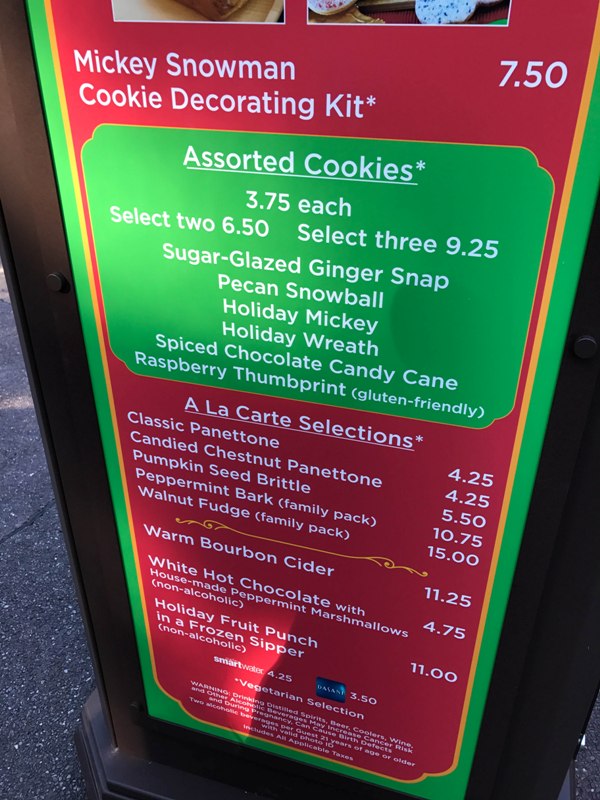 Mickey Snowman 7.50
Cookie Decorating Kit*
Assorted Cookies*
3.75 each
Select two 6.50 Select three 9.25
Sugar-Glazed Ginger Snap
Pecan Snowball
Holiday Mickey
Holiday Wreath
Spiced Chocolate Candy Cane
Raspberry Thumbprint (gluten-friendly)
A La Carte Selections*
Classic Panettone 4.25
Candied Chestnut Panettone 4.25
Pumpkin Seed Brittle 5.50
Peppermint Bark (family pack) 10.75
Walnut Fudge (family pack) 15.00
Warm Bourbon Cider 11.25
White Hot Chocolate with 4.75
House-made Peppermint Marshmallows
(non-alcoholic)
Holiday Fruit Punch 11.00
in a Frozen Sipper
(non-alcoholic)
smartwater 4.25 DASANI 3.50
*Vegetarian Selection
WARNING: Drinking Distilled Spirits, Beer, Coolers, Wine,
and Other Alcoholic Beverages May Increase Cancer Risk
and During Pregnancy, Can Cause Birth Defects
Two alcoholic beverages per Guest 21 years of age or older
with valid photo ID
Includes All Applicable Taxes